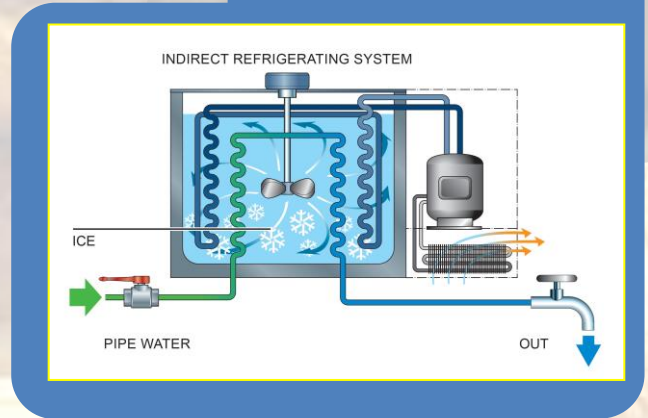 INDIRECT REFRIGERATING SYSTEM
ICE
PIPE WATER
OUT